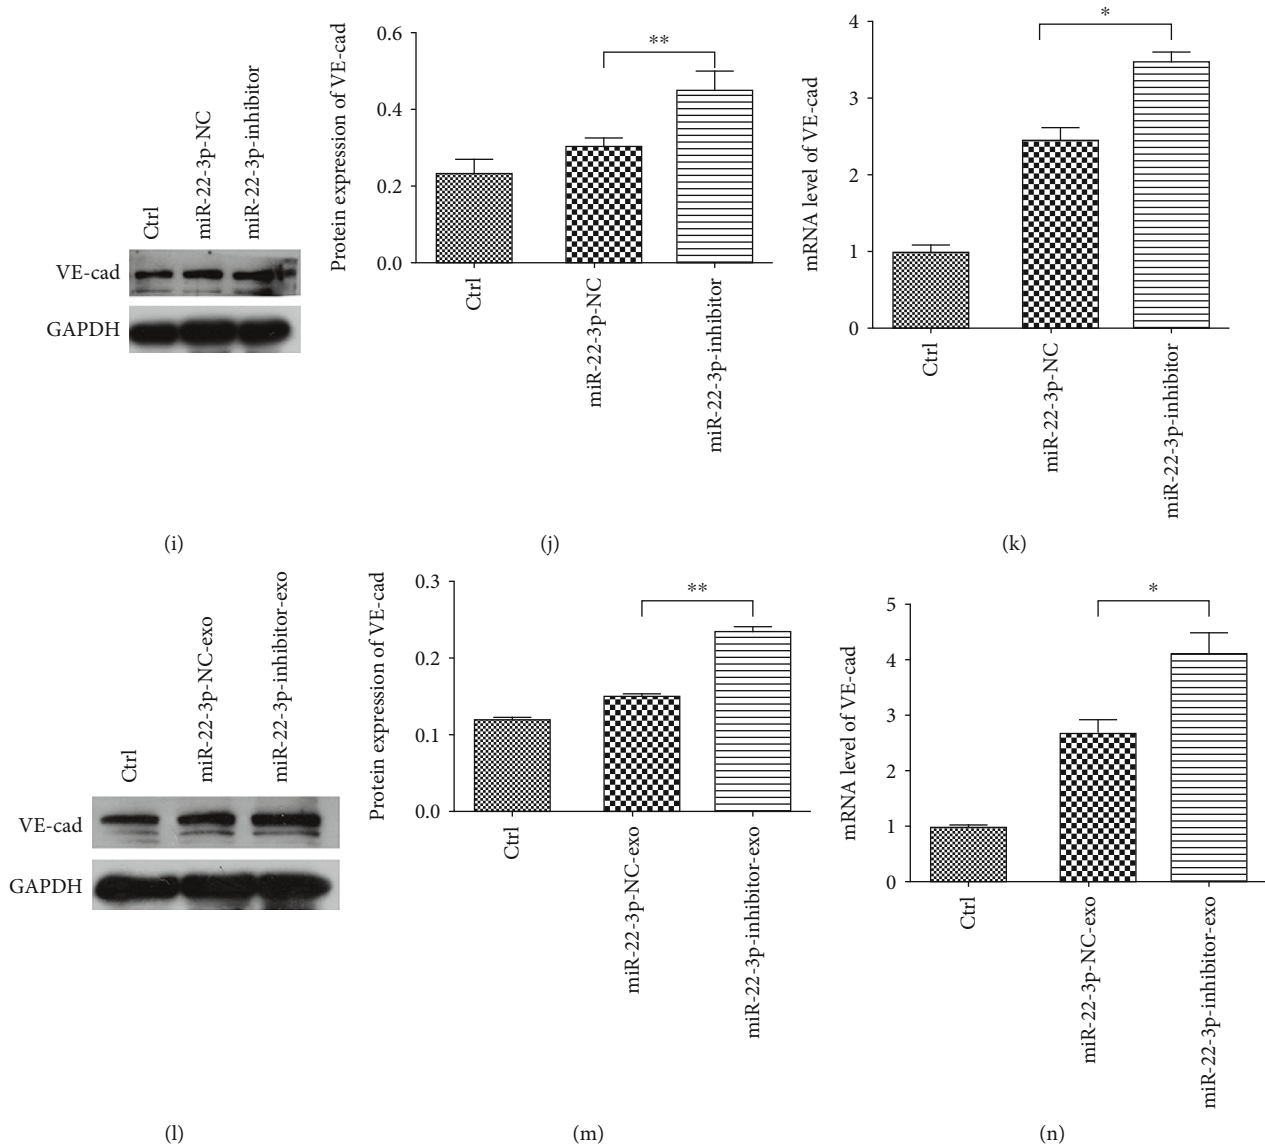 Ctrl
miR-22-3p-NC
miR-22-3p-inhibitor
VE-cad
GAPDH
(i)
Protein expression of VE-cad
0.6
0.4
0.2
0.0
**
Ctrl
miR-22-3p-NC
miR-22-3p-inhibitor
(j)
mRNA level of VE-cad
4
3
2
1
0
*
Ctrl
miR-22-3p-NC
miR-22-3p-inhibitor
(k)
Ctrl
miR-22-3p-NC-exo
miR-22-3p-inhibitor-exo
VE-cad
GAPDH
(l)
Protein expression of VE-cad
0.3
0.2
0.1
0.0
**
Ctrl
miR-22-3p-NC-exo
miR-22-3p-inhibitor-exo
(m)
mRNA level of VE-cad
5
4
3
2
1
0
*
Ctrl
miR-22-3p-NC-exo
miR-22-3p-inhibitor-exo
(n)